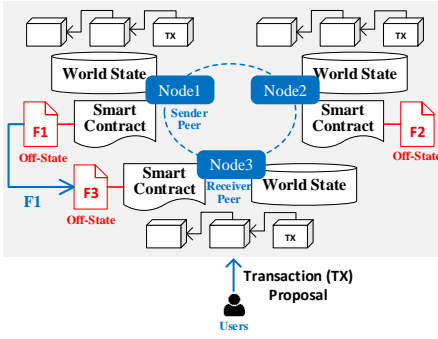 TX
TX
World State
World State
Node1
Node2
Sender
Peer
F1
Smart
Contract
Smart
Contract
F2
Off-State
Off-State
Node3
Smart
Contract
Receiver
Peer
World State
F3
F1
Off-State
TX
Transaction (TX)
Proposal
Users